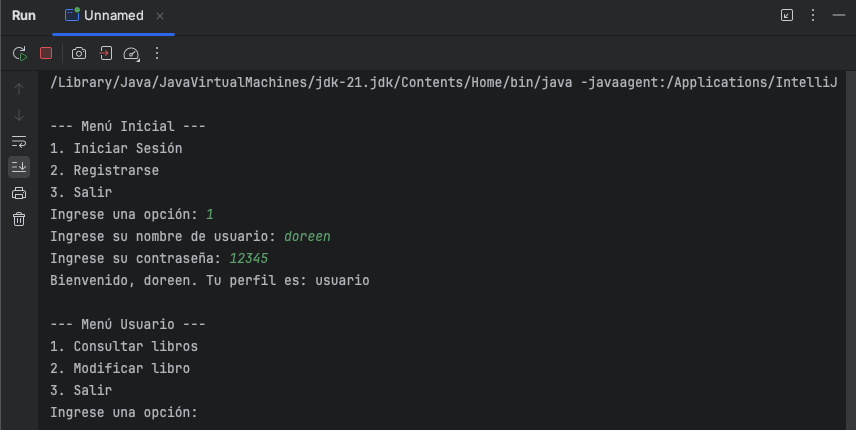 Run
Unnamed
/Library/Java/JavaVirtualMachines/jdk-21.jdk/Contents/Home/bin/java -javaagent:/Applications/IntelliJ
--- Menú Inicial ---
1. Iniciar Sesión
2. Registrarse
3. Salir
Ingrese una opción: 1
Ingrese su nombre de usuario: doreen
Ingrese su contraseña: 12345
Bienvenido, doreen. Tu perfil es: usuario
--- Menú Usuario ---
1. Consultar libros
2. Modificar libro
3. Salir
Ingrese una opción: